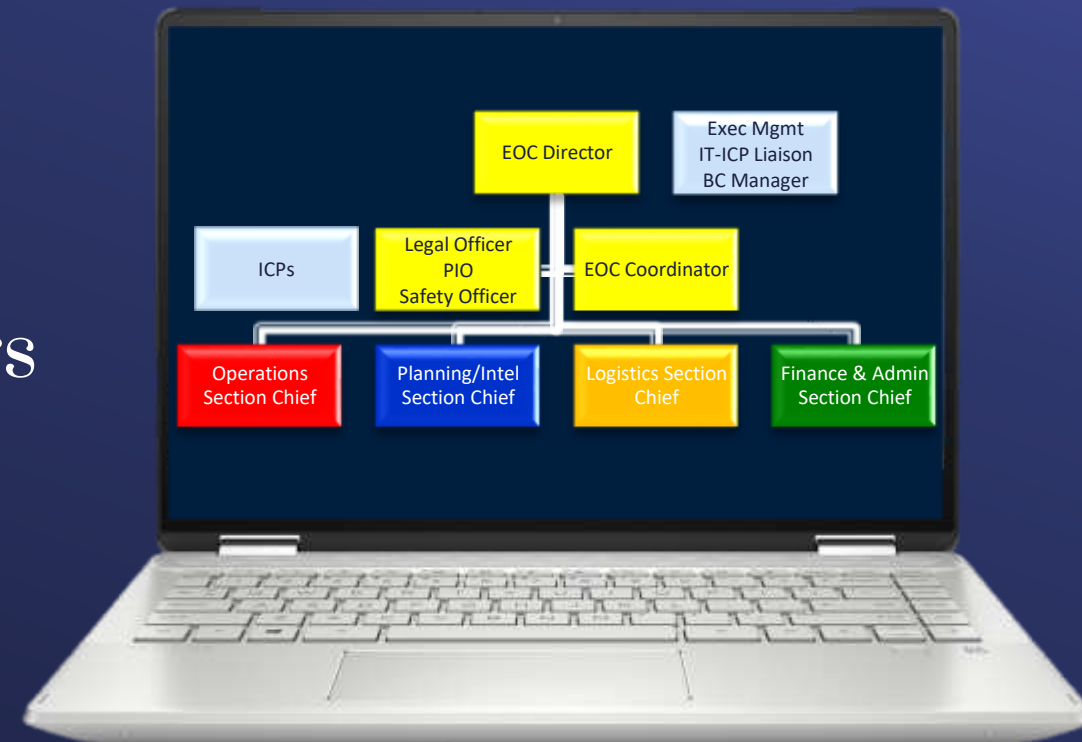 EOC Director
Exec Mgmt
IT-ICP Liaison
BC Manager
ICPs
Legal Officer
PIO
Safety Officer
EOC Coordinator
Operations
Section Chief
Planning/Intel
Section Chief
Logistics Section
Chief
Finance & Admin
Section Chief